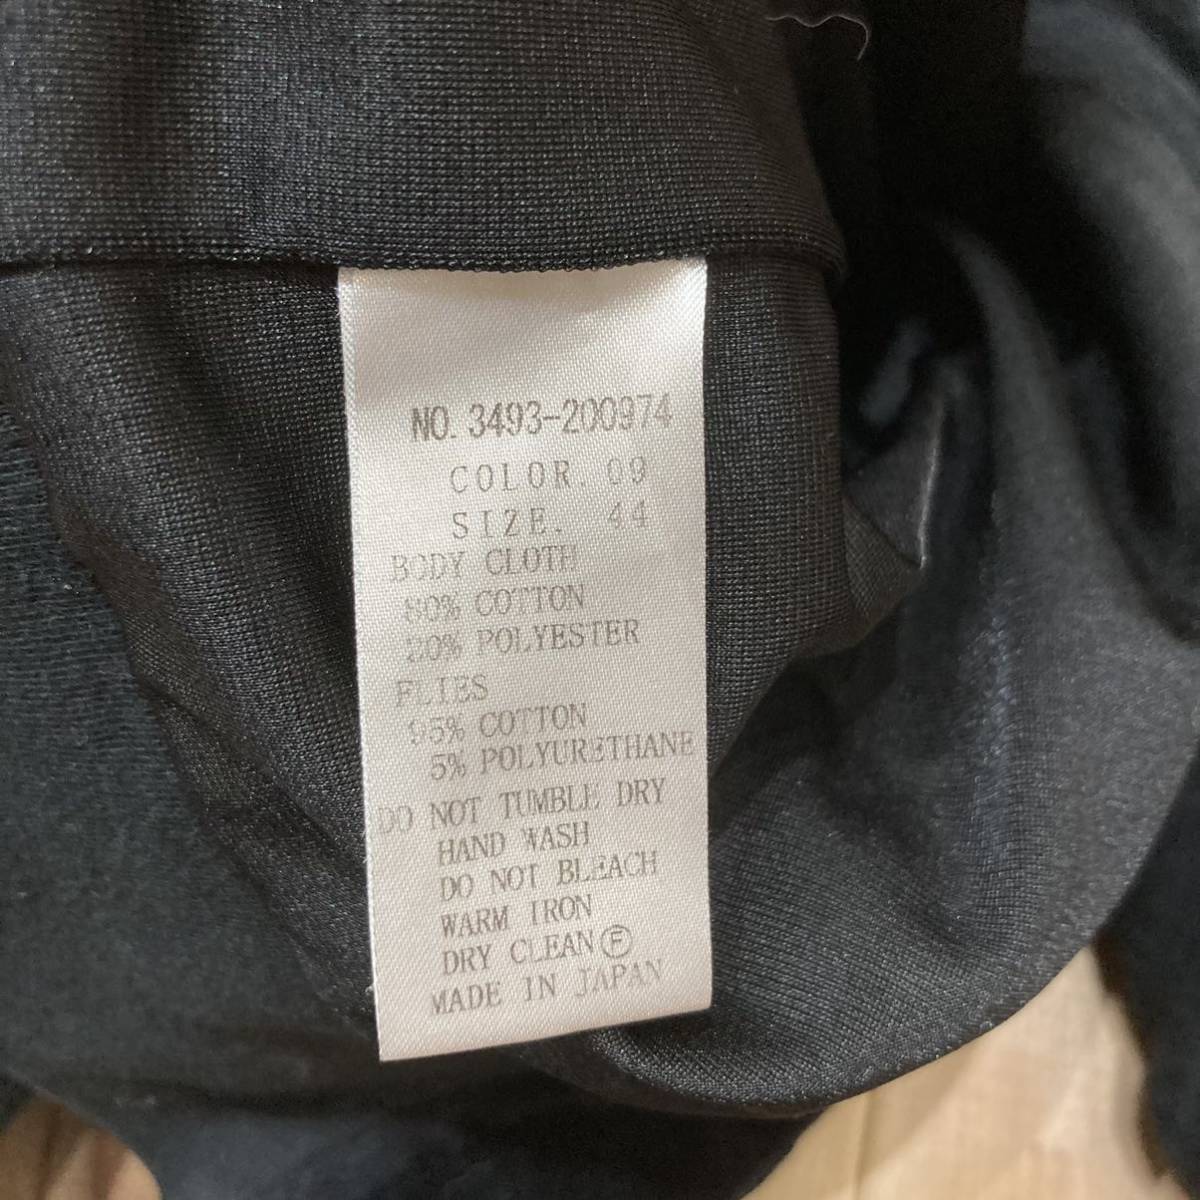 NO. 3493-200974
COLOR. 09
SIZE. 44
BODY CLOTH
80% COTTON
20% POLYESTER
FLIES
95% COTTON
5% POLYURETHANE
DO NOT TUMBLE DRY
HAND WASH
DO NOT BLEACH
WARM IRON
DRY CLEAN Ⓕ
MADE IN JAPAN